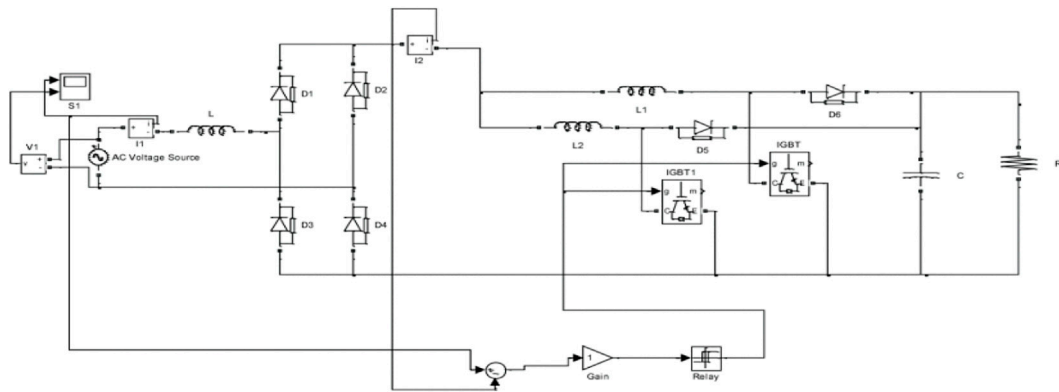 I2
D1
D2
D6
S1
L
L1
V1
I1
AC Voltage Source
L2
D5
IGBT
g m
C E
IGBT1
g m
C E
C
R
D3
D4
1
Gain
Relay